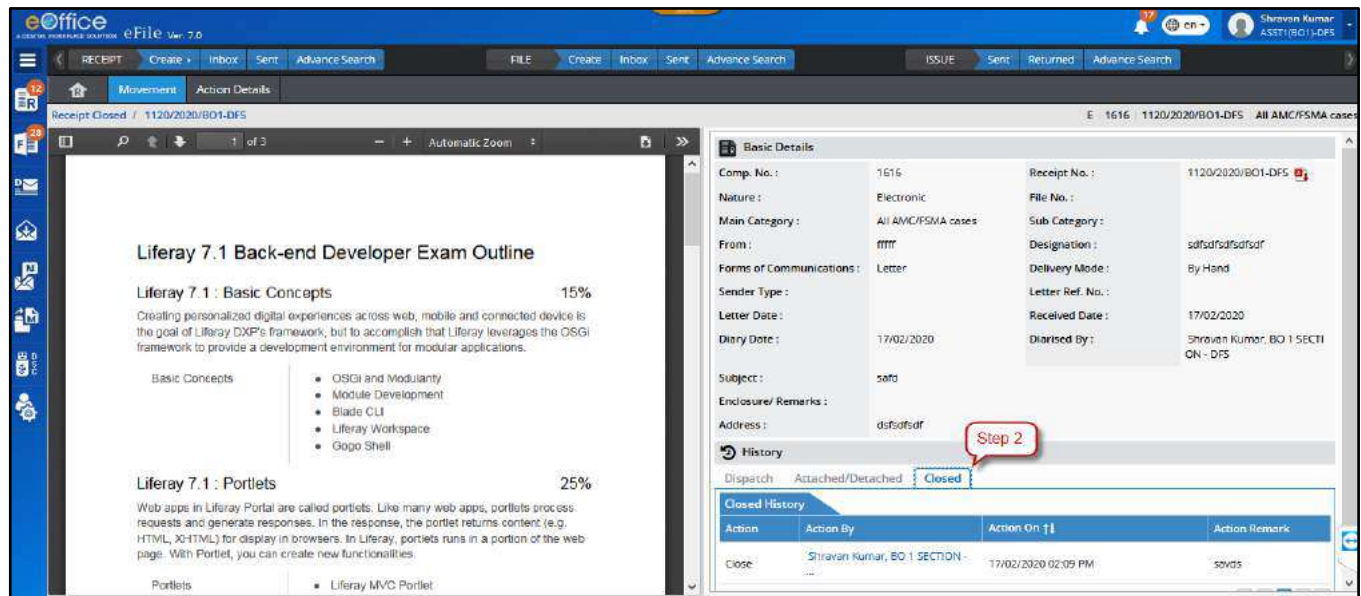 eOffice
A DIGITAL WORKPLACE SOLUTION
eFile Ver. 7.0
17
en
Shravan Kumar
ASST1(BO1)-DFS
RECEIPT Create Inbox Sent Advance Search
FILE Create Inbox Sent Advance Search
ISSUE Sent Returned Advance Search
Movement Action Details
12
R
28
F
D
N
M
D
S
C
Receipt Closed / 1120/2020/BO1-DFS
E 1616 1120/2020/BO1-DFS All AMC/FSMA cases
1 of 3
Automatic Zoom
Liferay 7.1 Back-end Developer Exam Outline
Liferay 7.1 : Basic Concepts 15%
Creating personalized digital experiences across web, mobile and connected device is
the goal of Liferay DXP's framework, but to accomplish that Liferay leverages the OSGi
framework to provide a development environment for modular applications.
Basic Concepts
• OSGi and Modularity
• Module Development
• Blade CLI
• Liferay Workspace
• Gogo Shell
Liferay 7.1 : Portlets 25%
Web apps in Liferay Portal are called portlets. Like many web apps, portlets process
requests and generate responses. In the response, the portlet returns content (e.g.
HTML, XHTML) for display in browsers. In Liferay, portlets runs in a portion of the web
page. With Portlet, you can create new functionalities.
Portlets
• Liferay MVC Portlet
Basic Details
Comp. No. : 1616 Receipt No. : 1120/2020/BO1-DFS
Nature : Electronic File No. :
Main Category : All AMC/FSMA cases Sub Category :
From : fffff Designation : sdfsdfsdfsdfsdf
Forms of Communications : Letter Delivery Mode : By Hand
Sender Type : Letter Ref. No. :
Letter Date : Received Date : 17/02/2020
Diary Date : 17/02/2020 Diarised By : Shravan Kumar, BO 1 SECTI
ON - DFS
Subject : safd
Enclosure/ Remarks :
Address : dsfsdfsdf
Step 2
History
Dispatch Attached/Detached Closed
Closed History
Action Action By Action On Action Remark
Close Shravan Kumar, BO 1 SECTION -
... 17/02/2020 02:09 PM savds